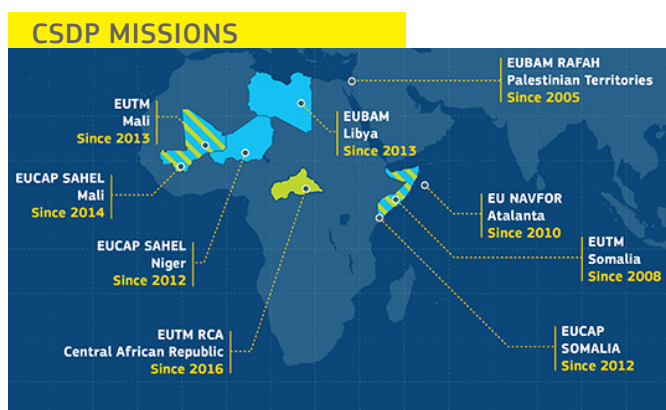 CSDP MISSIONS
EUBAM RAFAH
Palestinian Territories
Since 2005
EUTM
Mali
Since 2013
EUBAM
Libya
Since 2013
EUCAP SAHEL
Mali
Since 2014
EU NAVFOR
Atalanta
Since 2010
EUCAP SAHEL
Niger
Since 2012
EUTM
Somalia
Since 2008
EUTM RCA
Central African Republic
Since 2016
EUCAP
SOMALIA
Since 2012